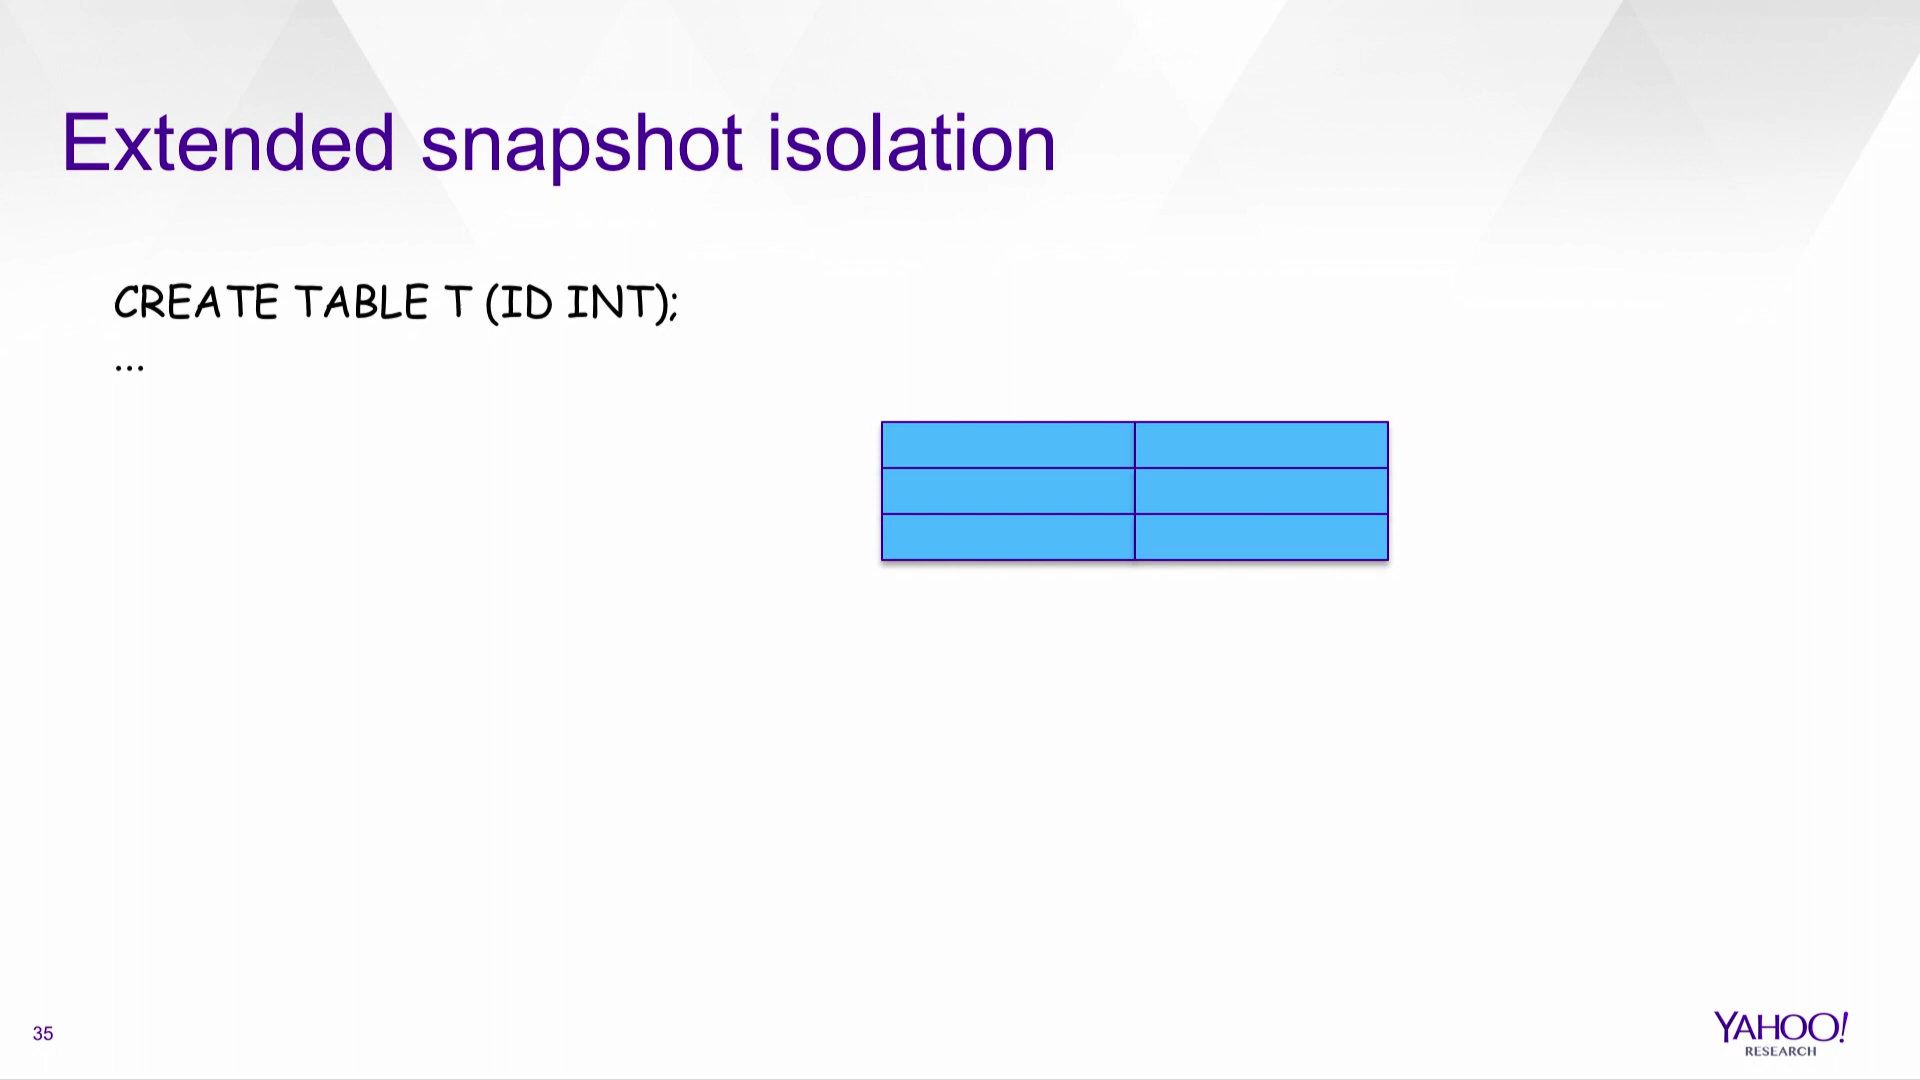 Extended snapshot isolation
CREATE TABLE T (ID INT);
...
35
YAHOO!
RESEARCH